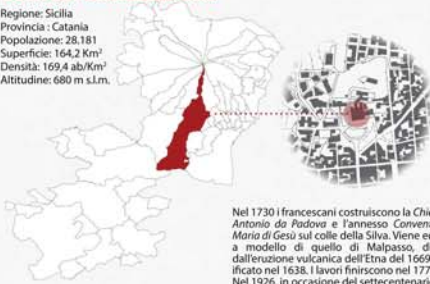 Regione: Sicilia
Provincia : Catania
Popolazione: 28.181
Superficie: 164,2 Km²
Densità: 169,4 ab/Km²
Altitudine: 680 m s.l.m.
Nel 1730 i francescani costruiscono la Chie
Antonio da Padova e l'annesso Convent
Maria di Gesù sul colle della Silva. Viene ed
a modello di quello di Malpasso, di
dall'eruzione vulcanica dell'Etna del 1669
ificato nel 1638. I lavori finirscono nel 177
Nel 1926, in occasione del settecentenario